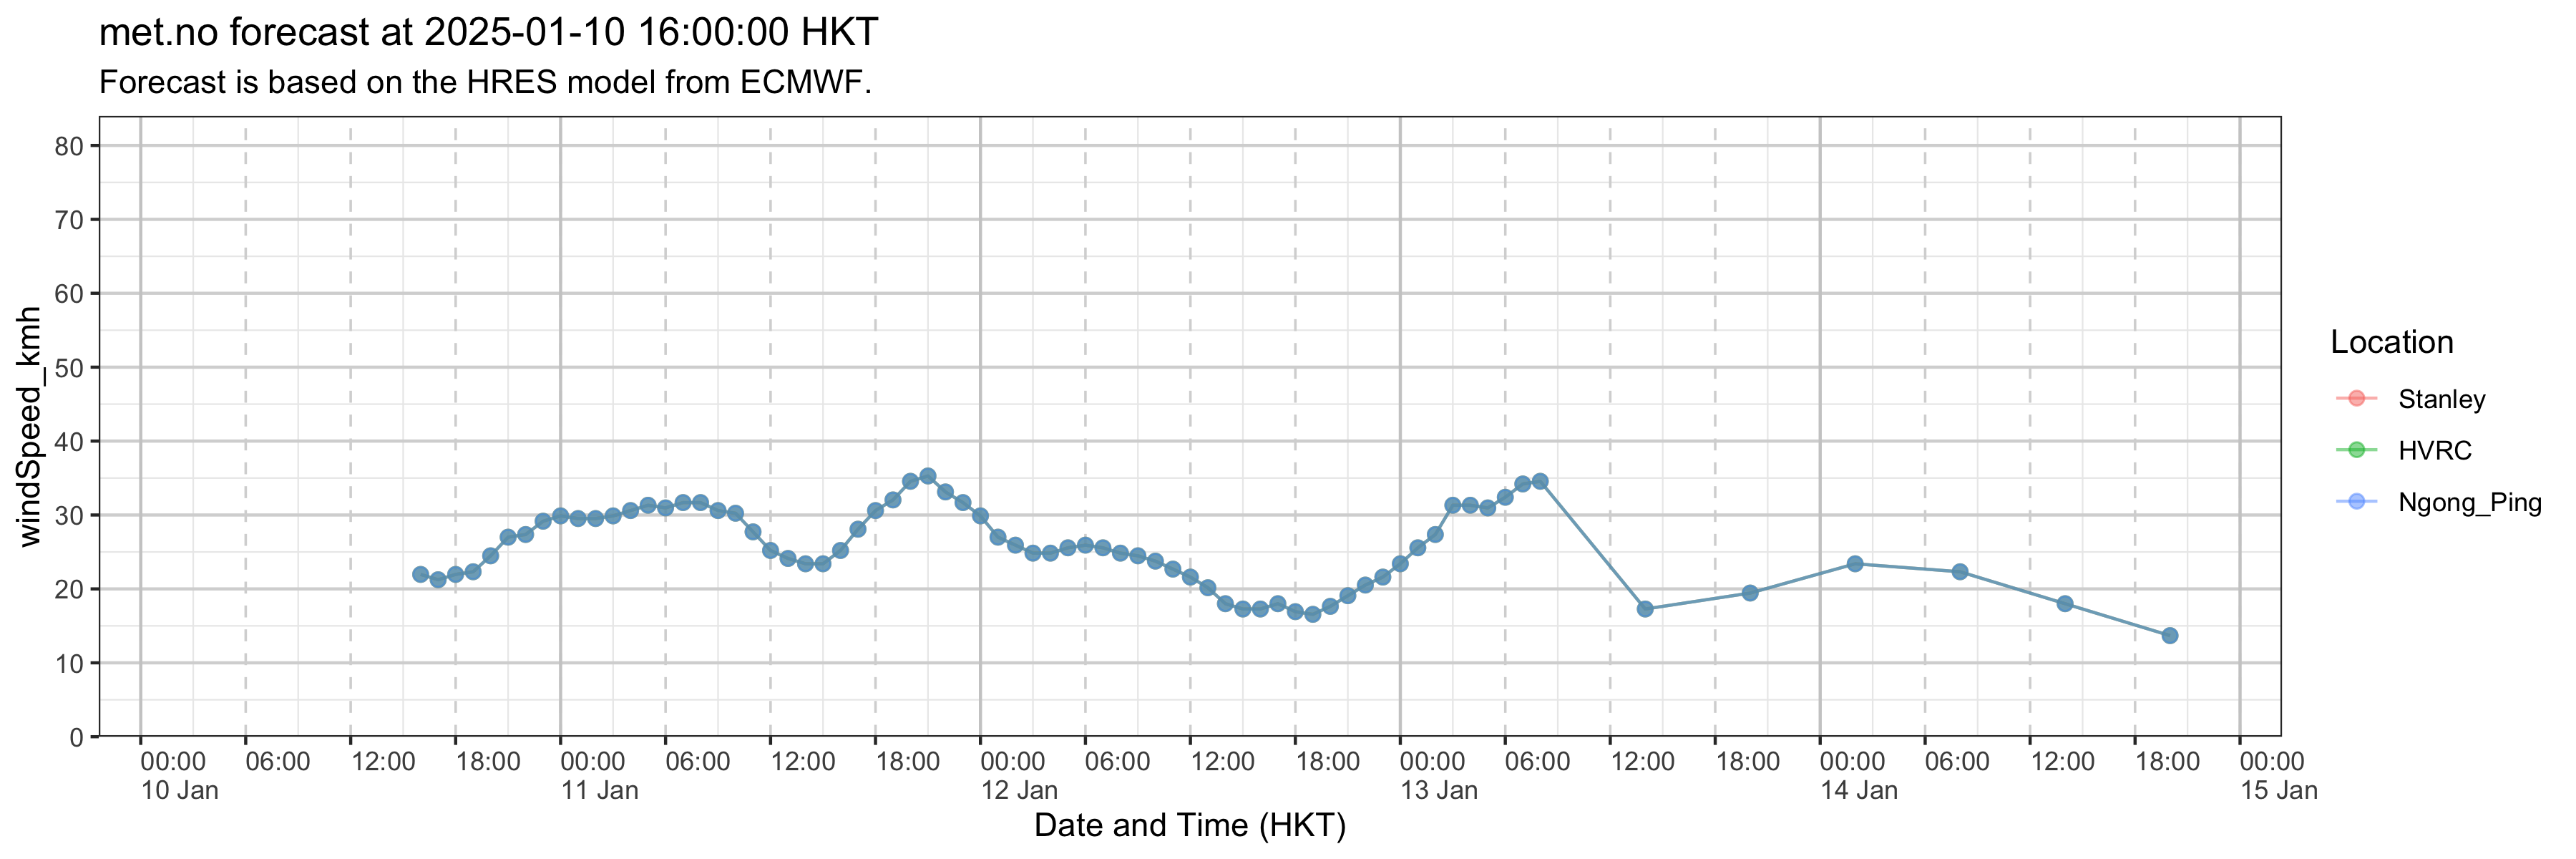 met.no forecast at 2025-01-10 16:00:00 HKT
Forecast is based on the HRES model from ECMWF.
windSpeed_kmh
80
70
60
50
40
30
20
10
0
00:00 06:00 12:00 18:00 00:00 06:00 12:00 18:00 00:00 06:00 12:00 18:00 00:00 06:00 12:00 18:00 00:00 06:00 12:00 18:00 00:00
10 Jan 11 Jan 12 Jan 13 Jan 14 Jan 15 Jan
Date and Time (HKT)
Location
Stanley
HVRC
Ngong_Ping